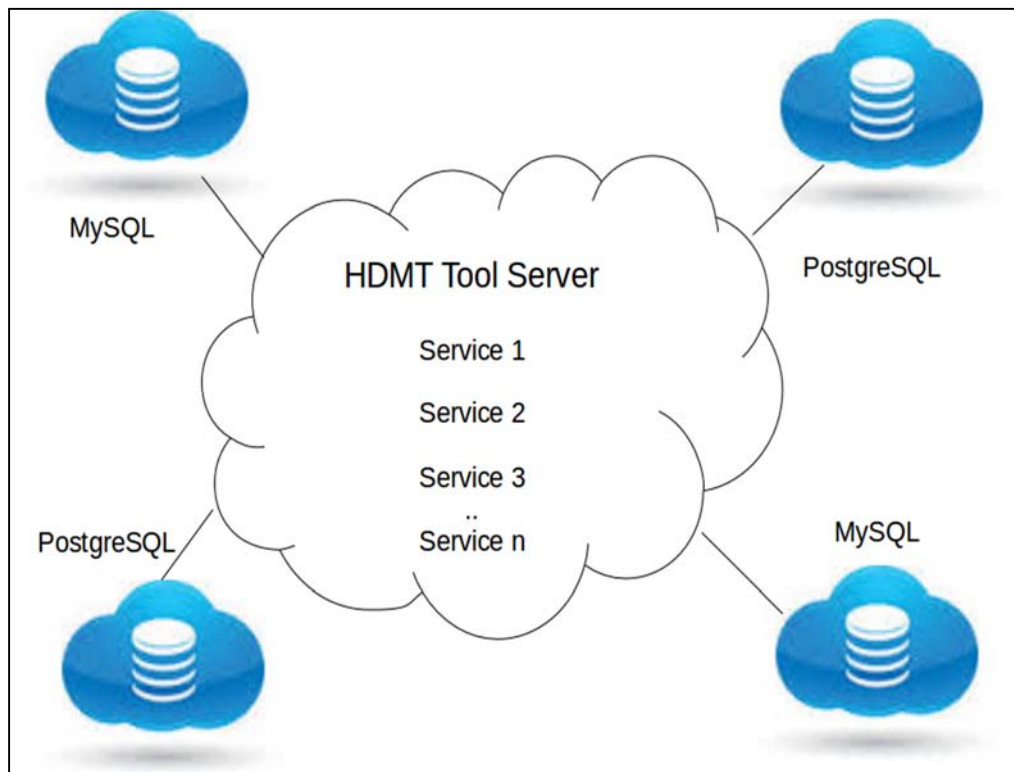 MySQL
PostgreSQL
HDMT Tool Server
Service 1
Service 2
Service 3
..
Service n
PostgreSQL
MySQL